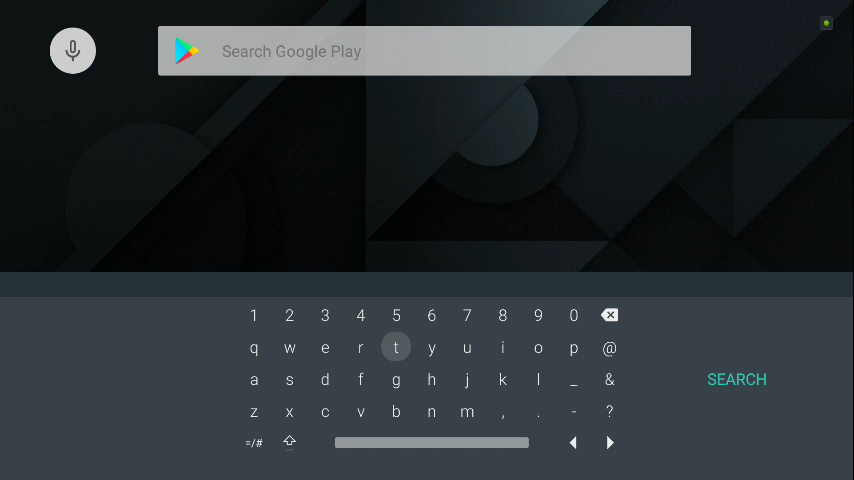 Search Google Play
1 2 3 4 5 6 7 8 9 0
q w e r t y u i o p @
a s d f g h j k l _ &
SEARCH
z x c v b n m , . - ?
=/#